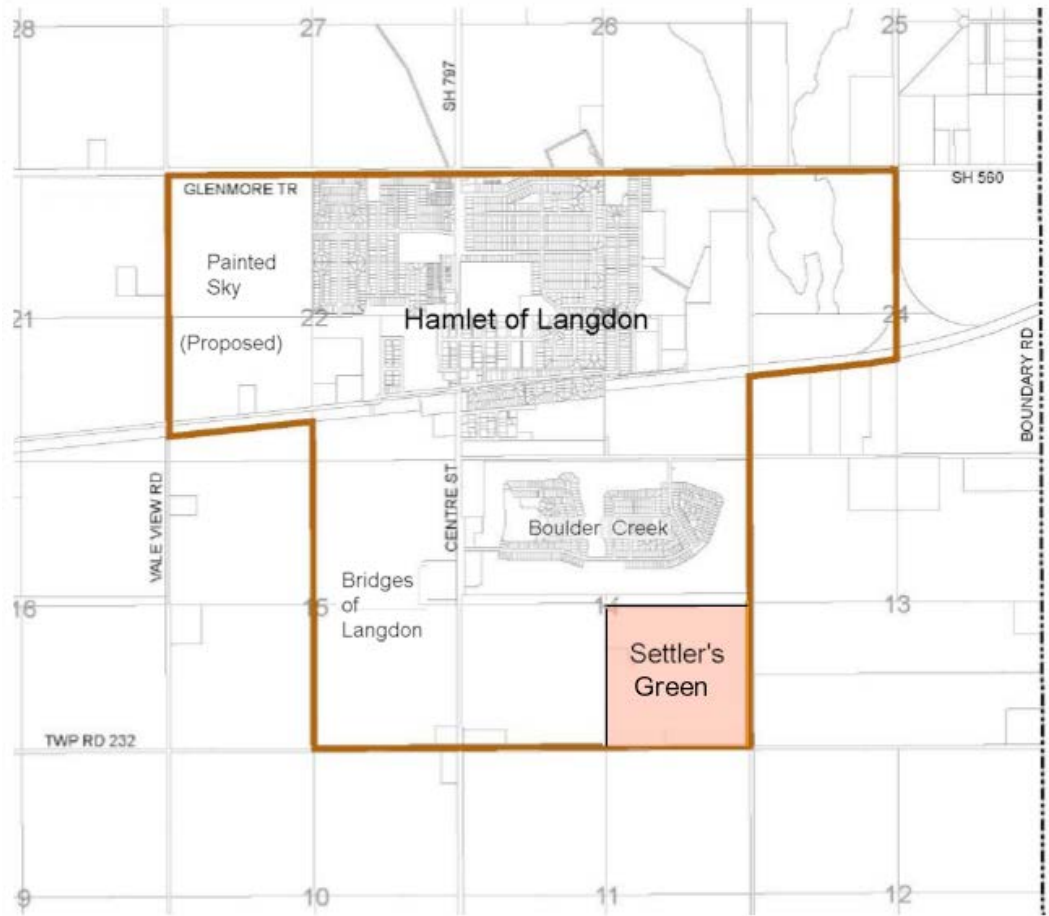 28
27
26
25
SH 797
GLENMORE TR
SH 560
Painted
Sky
21
22
Hamlet of Langdon
24
(Proposed)
BOUNDARY RD
VALE VIEW RD
CENTRE ST
Boulder Creek
Bridges
of
Langdon
16
15
14
13
Settler's
Green
TWP RD 232
9
10
11
12